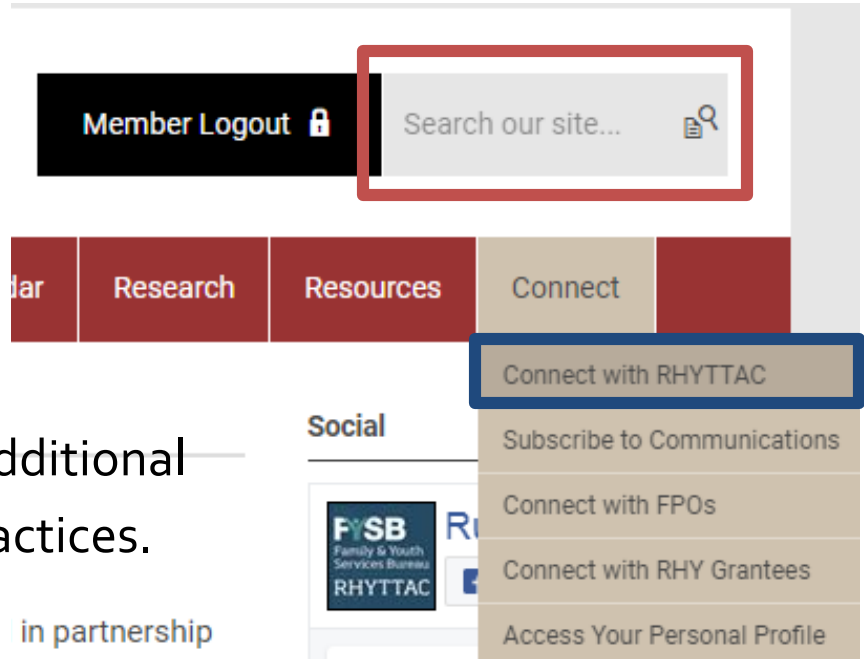 Member Logout
Search our site...
Research Resources Connect
Connect with RHYTTAC
Subscribe to Communications
Connect with FPOs
Connect with RHY Grantees
Access Your Personal Profile
dditional
actices.
in partnership
Social
FYSB
Family & Youth
Services Bureau
RHYTTAC